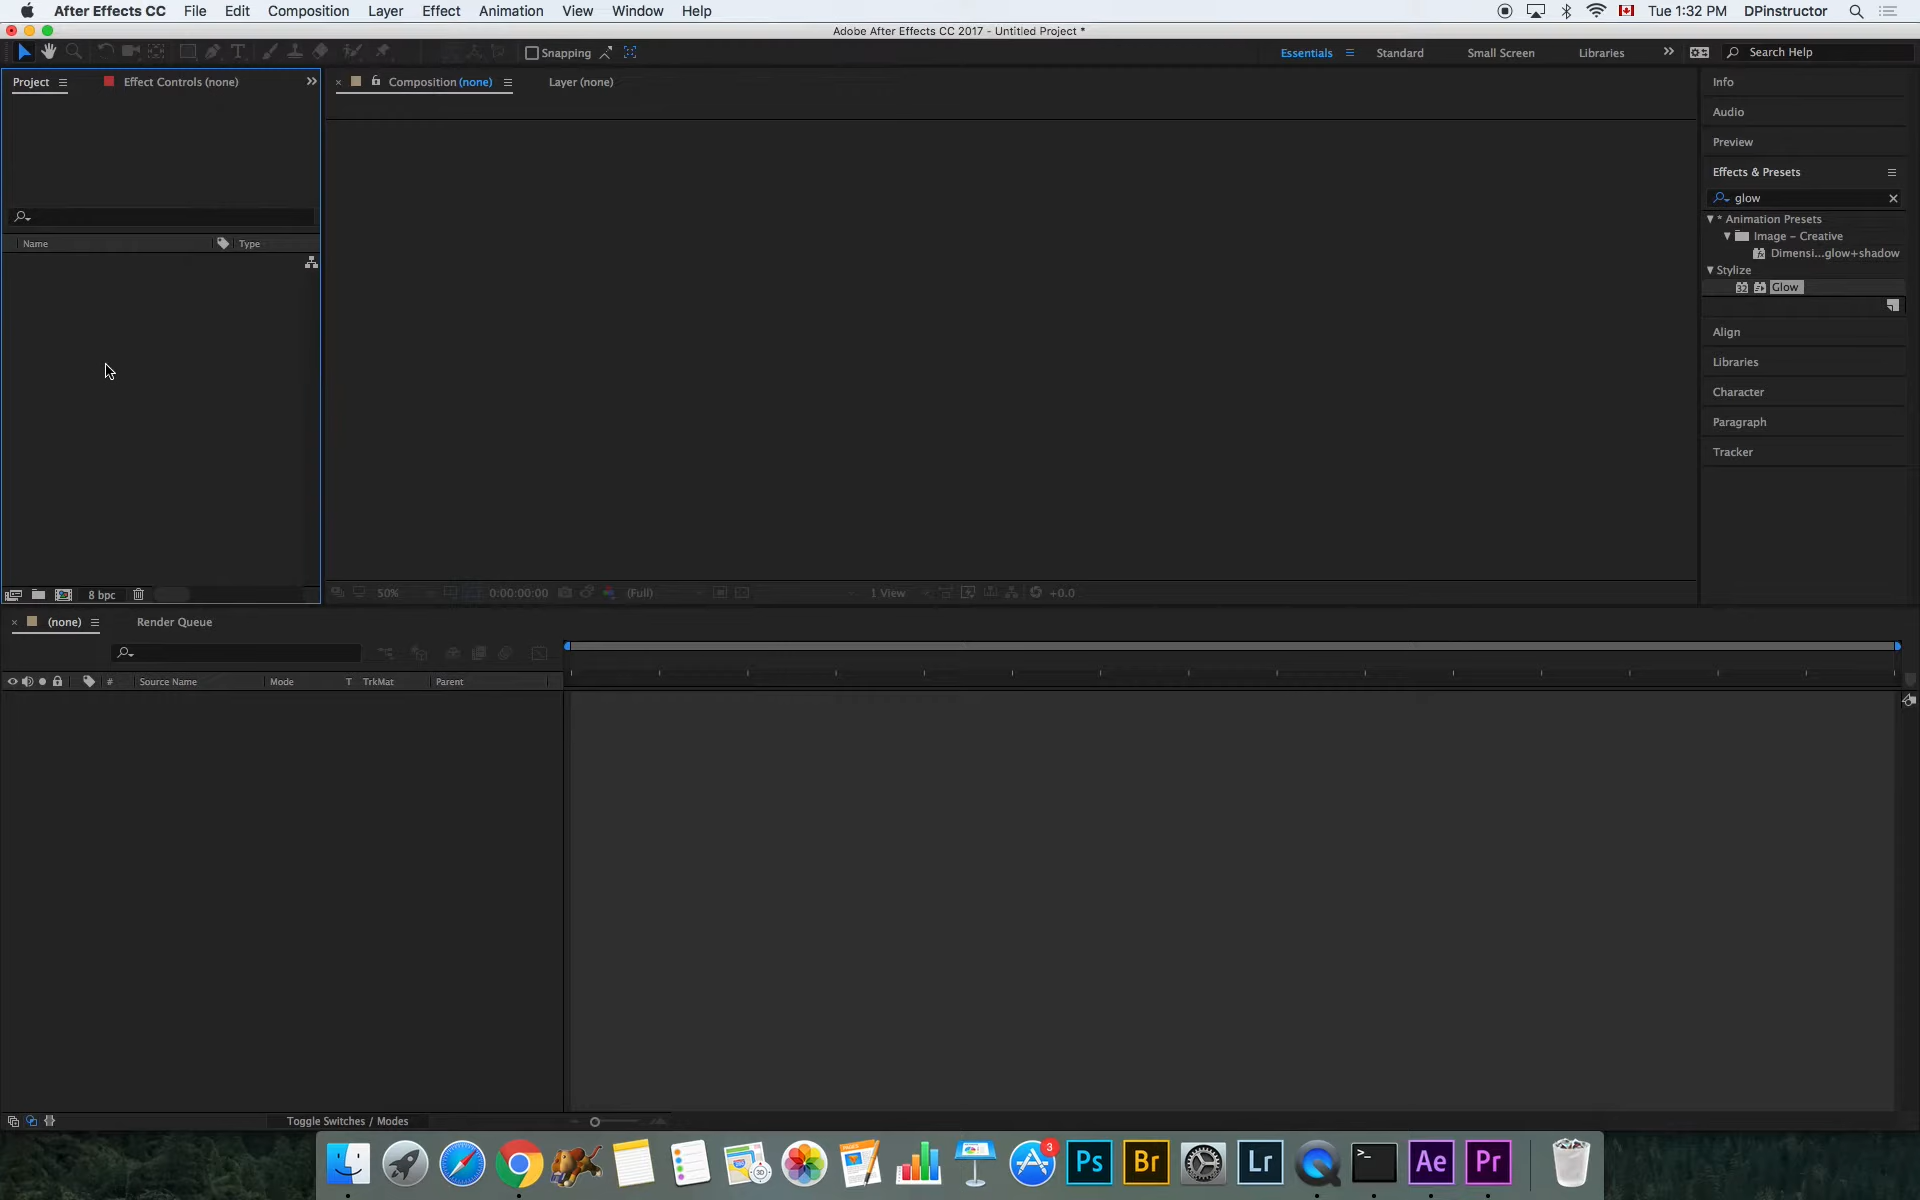 After Effects CC File Edit Composition Layer Effect Animation View Window Help Tue 1:32 PM DPinstructor
Adobe After Effects CC 2017 - Untitled Project *
Snapping Essentials Standard Small Screen Libraries Search Help
Project Effect Controls (none) Composition (none) Layer (none) Info
Audio
Preview
Effects & Presets
glow
* Animation Presets
Image – Creative
Dimensi...glow+shadow
Stylize
32 Glow
Name Type
Align
Libraries
Character
Paragraph
Tracker
8 bpc 50% 0:00:00:00 (Full) 1 View +0.0
(none) Render Queue
# Source Name Mode T TrkMat Parent
Toggle Switches / Modes
3
Ps Br Lr >_ Ae Pr